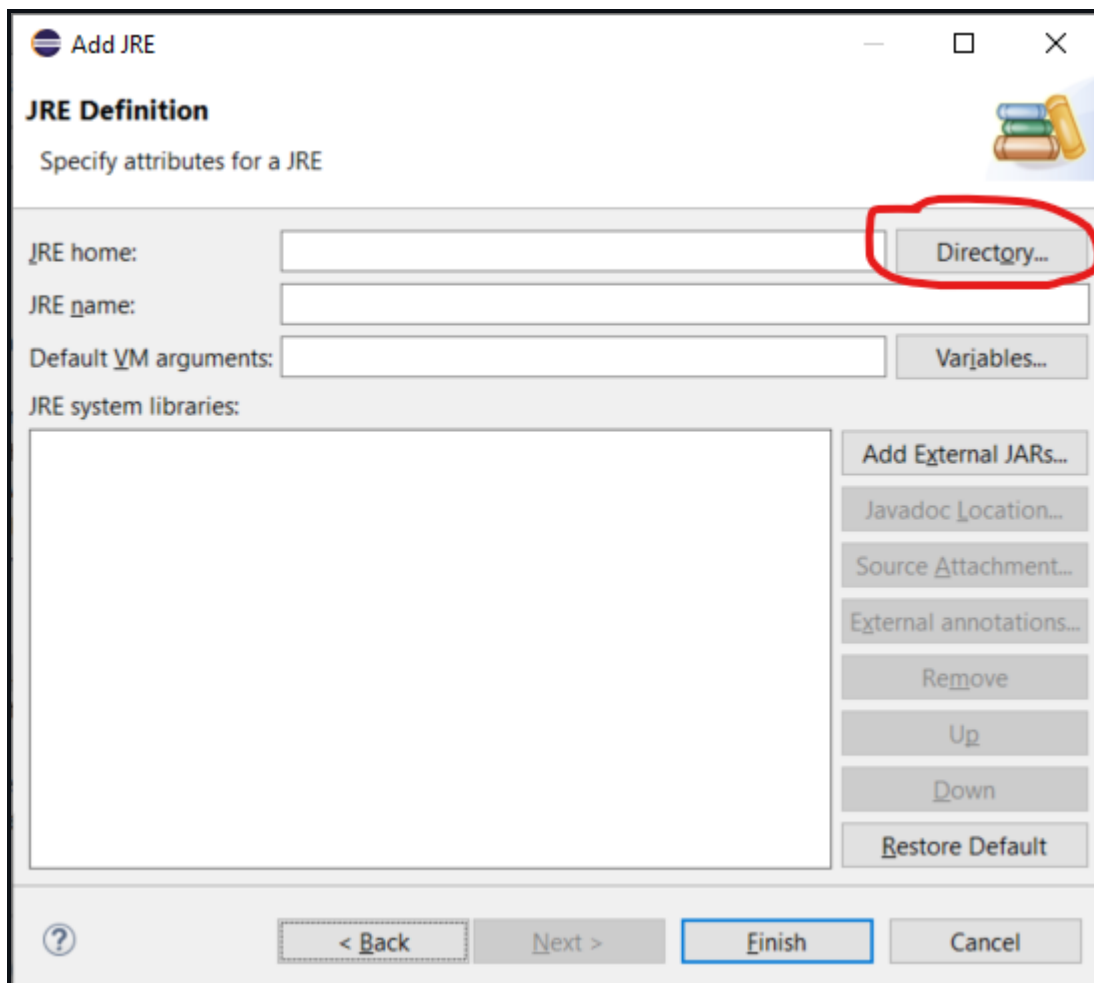 Add JRE
JRE Definition
Specify attributes for a JRE
JRE home:
Directory...
JRE name:
Default VM arguments:
Variables...
JRE system libraries:
Add External JARs...
Javadoc Location...
Source Attachment...
External annotations...
Remove
Up
Down
Restore Default
?
< Back
Next >
Finish
Cancel